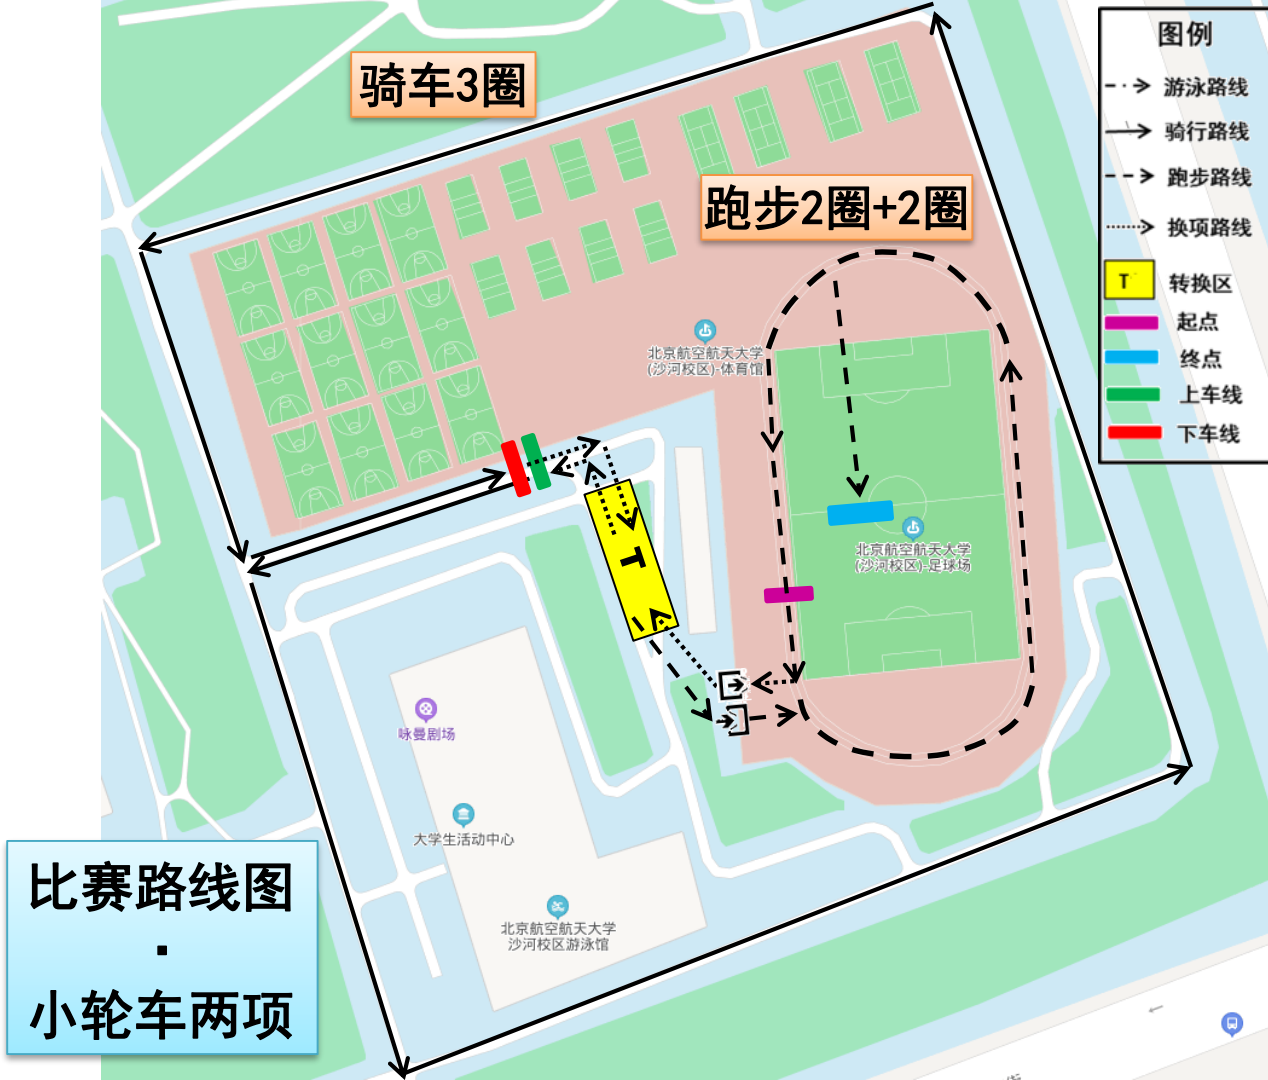 骑车3圈
跑步2圈+2圈
图例
游泳路线
骑行路线
跑步路线
换项路线
T
转换区
起点
终点
上车线
下车线
北京航空航天大学
(沙河校区)-体育馆
北京航空航天大学
(沙河校区)-足球场
T
咏曼剧场
大学生活动中心
北京航空航天大学
沙河校区游泳馆
比赛路线图
·
小轮车两项
街